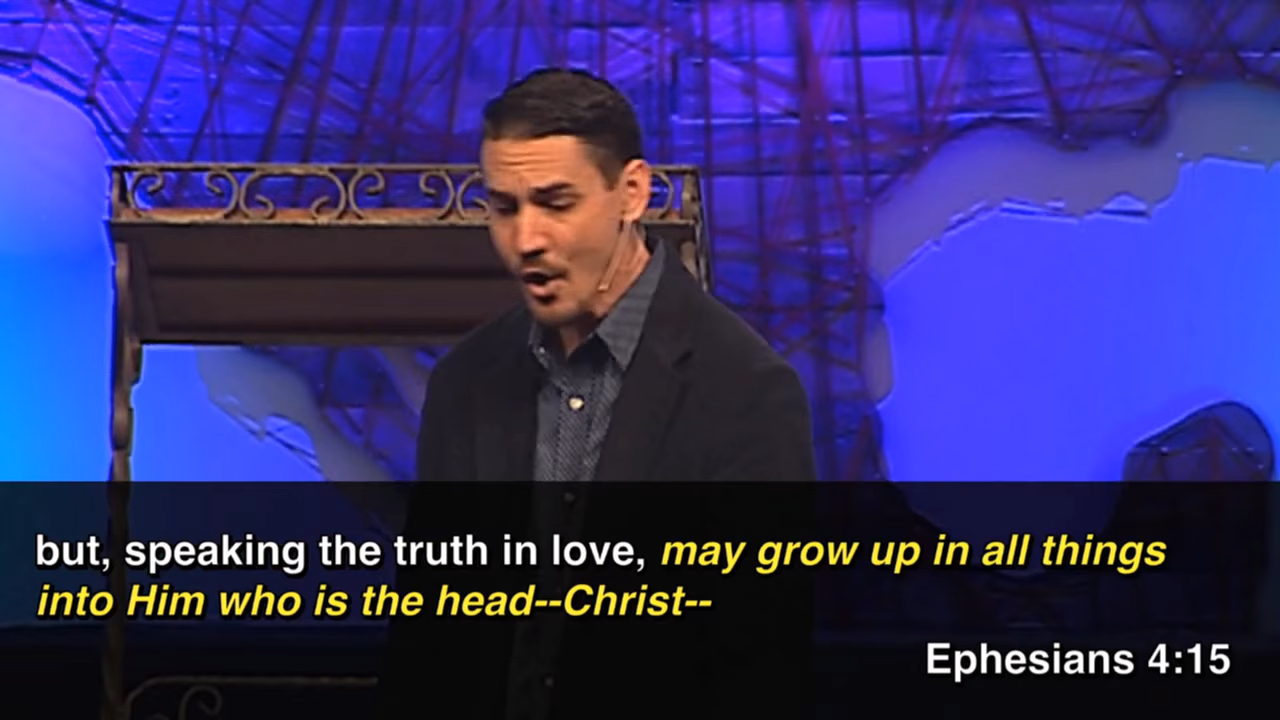 but, speaking the truth in love, may grow up in all things
into Him who is the head--Christ--
Ephesians 4:15